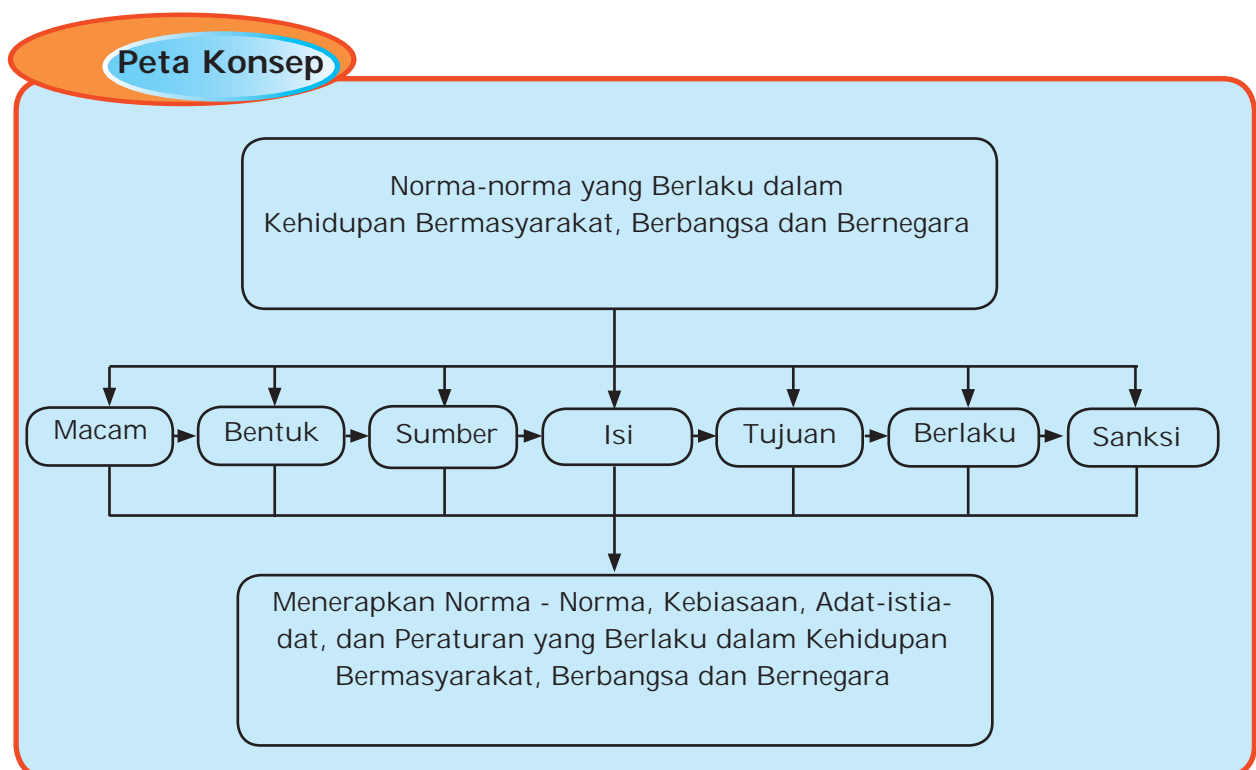 Peta Konsep
Norma-norma yang Berlaku dalam
Kehidupan Bermasyarakat, Berbangsa dan Bernegara
Macam
Bentuk
Sumber
Isi
Tujuan
Berlaku
Sanksi
Menerapkan Norma - Norma, Kebiasaan, Adat-istia-
dat, dan Peraturan yang Berlaku dalam Kehidupan
Bermasyarakat, Berbangsa dan Bernegara